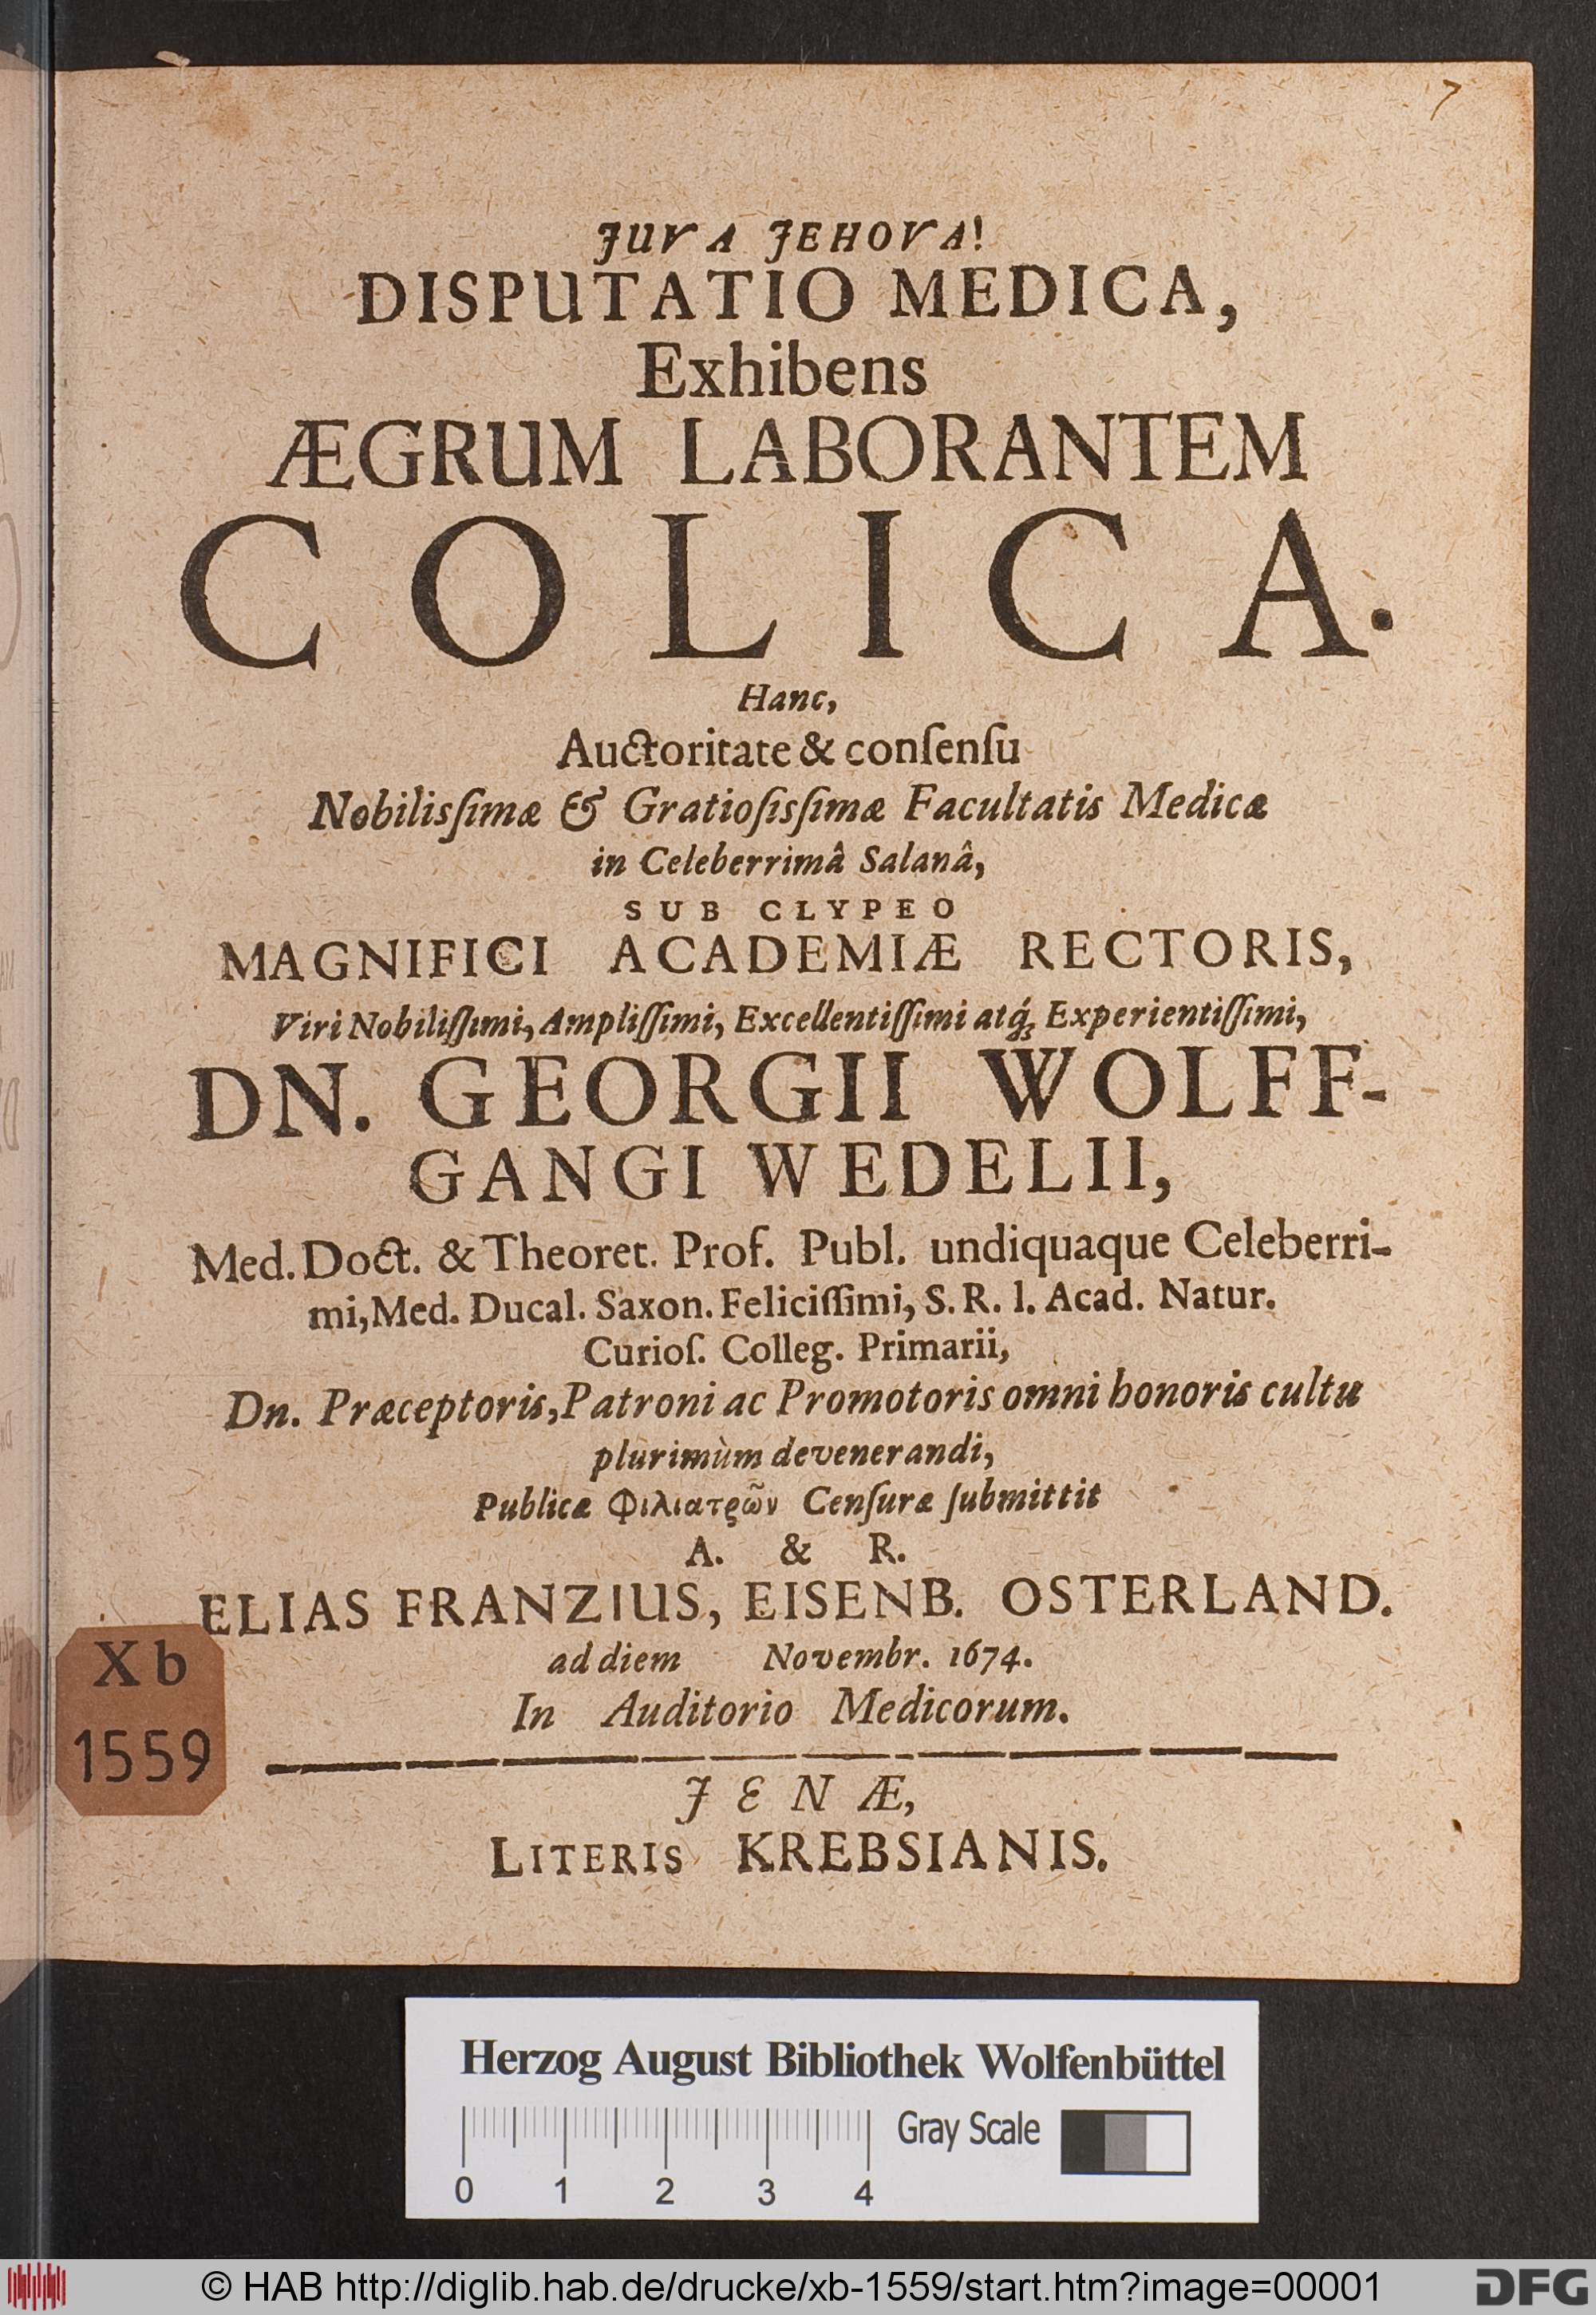 7
JUVA JEHOVA!
DISPUTATIO MEDICA,
Exhibens
ÆGRUM LABORANTEM
COLICA.
Hanc,
Auctoritate & conſenſu
Nobilisſimæ & Gratioſisſimæ Facultatis Medicæ
in Celeberrimâ Salanâ,
SUB CLYPEO
MAGNIFICI ACADEMIÆ RECTORIS,
Viri Nobiliſſimi, Ampliſſimi, Excellentiſſimi atq́; Experientiſſimi,
DN. GEORGII WOLFF-
GANGI WEDELII,
Med. Doct. & Theoret. Prof. Publ. undiquaque Celeberri-
mi, Med. Ducal. Saxon. Feliciſſimi, S. R. I. Acad. Natur.
Curioſ. Colleg. Primarii,
Dn. Præceptoris, Patroni ac Promotoris omni honoris cultu
plurimùm devenerandi,
Publicæ Φιλιατρῶν Cenſuræ ſubmittit
A. & R.
ELIAS FRANZIUS, EISENB. OSTERLAND.
ad diem Novembr. 1674.
In Auditorio Medicorum.
JENÆ,
LITERIS KREBSIANIS.
Xb
1559
Herzog August Bibliothek Wolfenbüttel
Gray Scale
0 1 2 3 4
© HAB http://diglib.hab.de/drucke/xb-1559/start.htm?image=00001
DFG